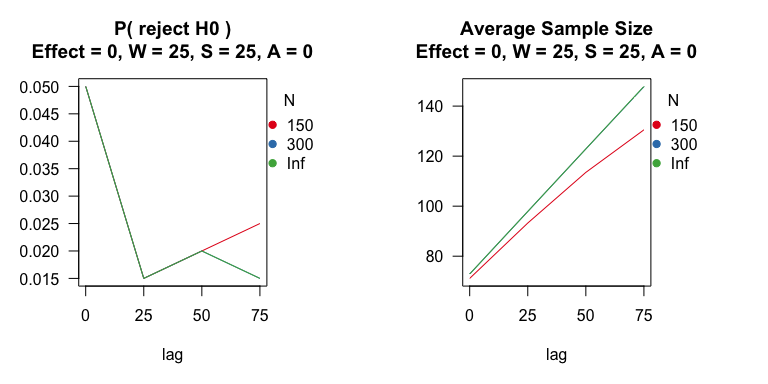 P( reject H0 )
Effect = 0, W = 25, S = 25, A = 0
0.050
0.045
0.040
0.035
0.030
0.025
0.020
0.015
0
25
50
75
lag
N
150
300
Inf
Average Sample Size
Effect = 0, W = 25, S = 25, A = 0
140
120
100
80
0
25
50
75
lag
N
150
300
Inf